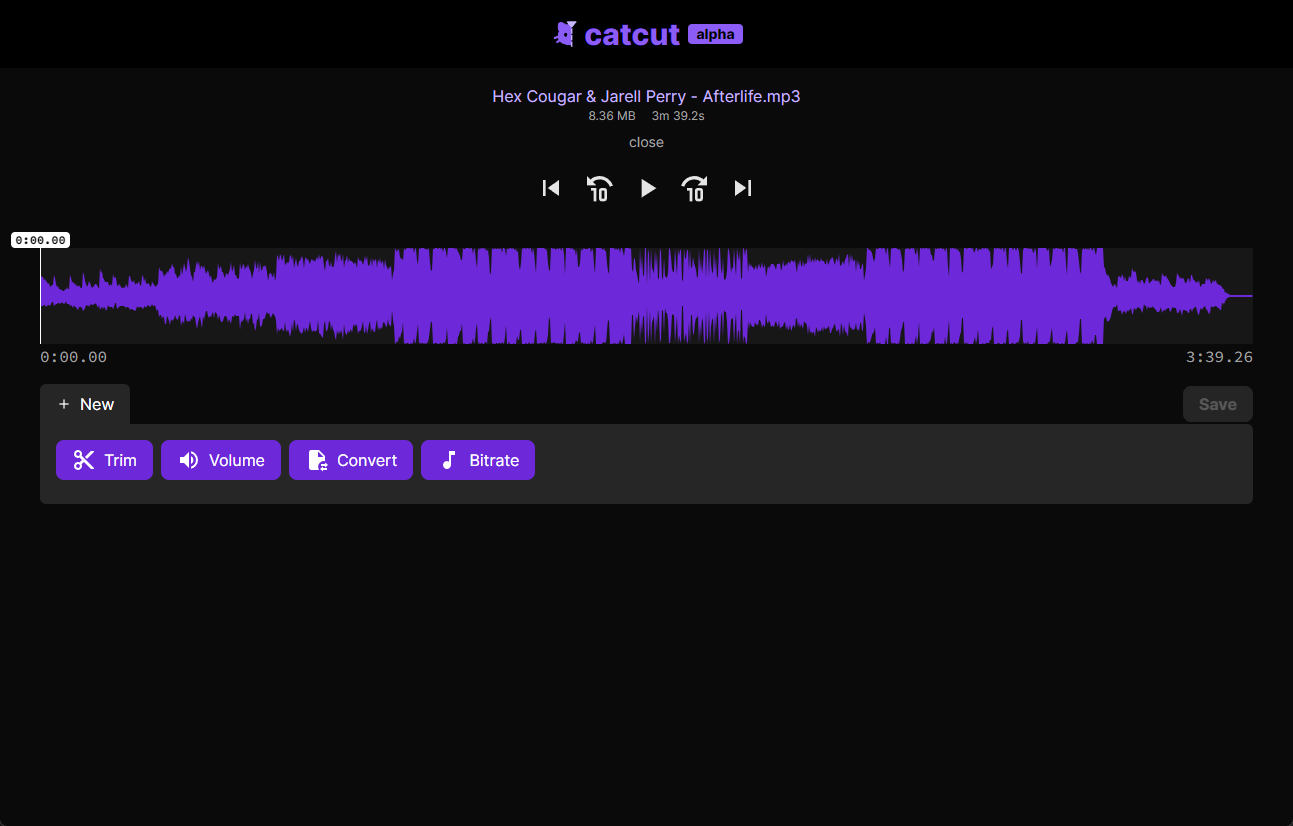 catcut alpha
Hex Cougar & Jarell Perry - Afterlife.mp3
8.36 MB 3m 39.2s
close
10 10
0:00.00
0:00.00 3:39.26
+ New Save
Trim Volume Convert Bitrate